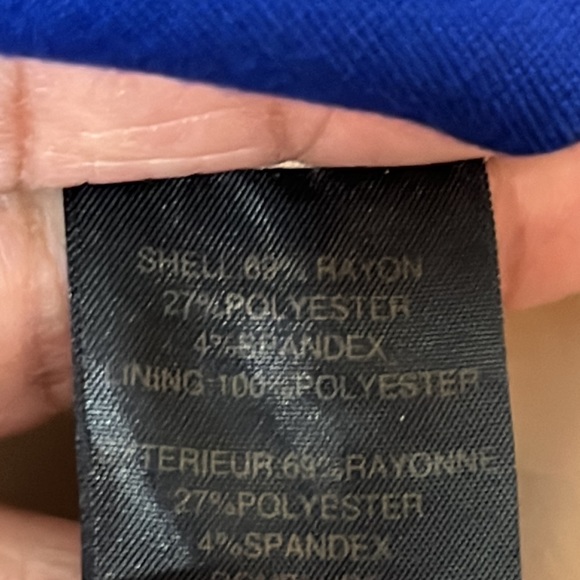 SHELL 69% RAYON
27%POLYESTER
4%SPANDEX
LINING 100%POLYESTER
TERIEUR:69%RAYONNE
27%POLYESTER
4%SPANDEX